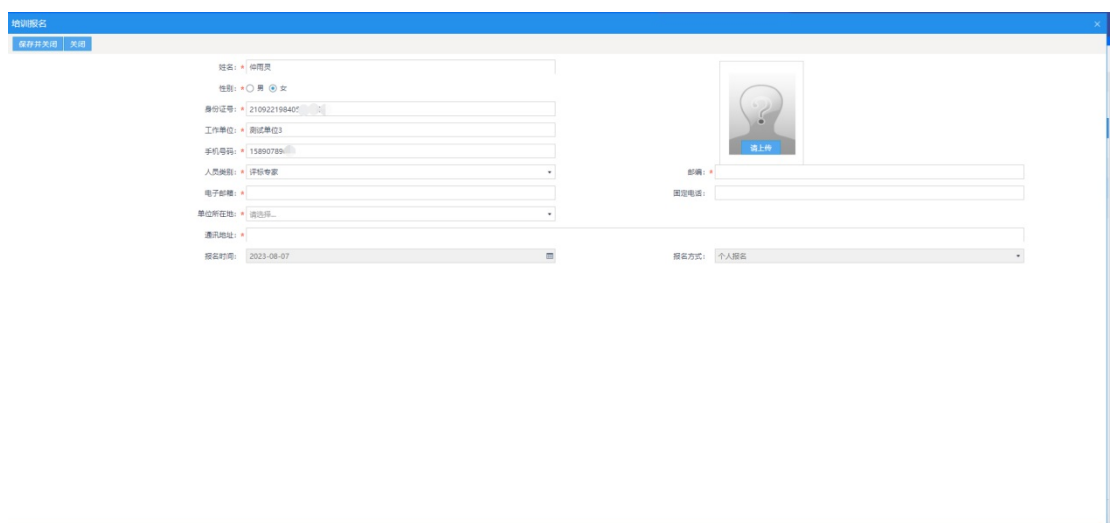 培训报名
×
保存并关闭 关闭
姓名： * 仲雨灵
性别： * 男 女
身份证号： * 21092219840
工作单位： * 测试单位3
手机号码： * 15890789
请上传
人员类别： * 评标专家 邮编： *
电子邮箱： * 固定电话：
单位所在地： * 请选择...
通讯地址： *
报名时间： 2023-08-07 报名方式： 个人报名